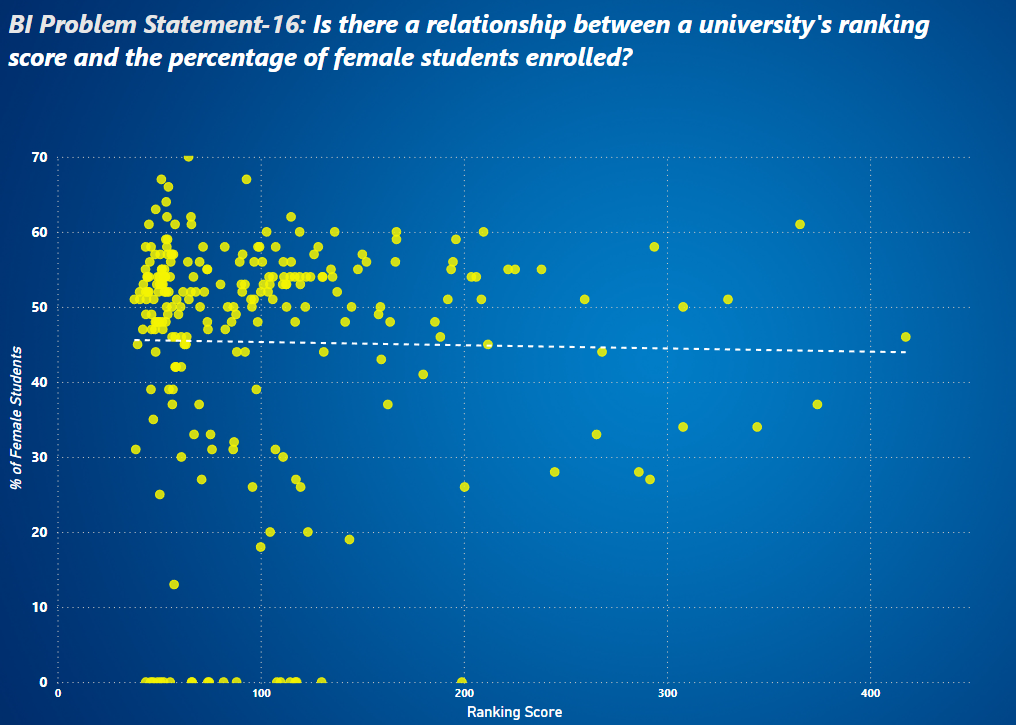 BI Problem Statement-16: Is there a relationship between a university's ranking
score and the percentage of female students enrolled?
70
60
50
40
30
20
10
0
% of Female Students
0 100 200 300 400
Ranking Score